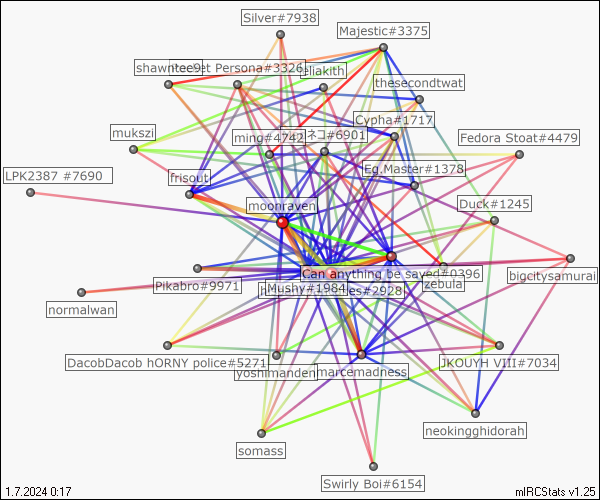 Silver#7938
Majestic#3375
shawntee9
et Persona#3326
liakith
thesecondtwat
Cypha#1717
mukszi
ming#4742
ネコ#6901
Fedora Stoat#4479
LPK2387 #7690
frisout
Eg.Master#1378
moonraven
Duck#1245
Can anything be sayed#0396
bigcitysamurai
Pikabro#9971
Mushy#1984
es#2928
zebula
normalwan
DacobDacob hORNY police#5271
yoshimanden
marcemadness
JKOUYH VIII#7034
neokingghidorah
somass
Swirly Boi#6154
1.7.2024 0:17
mIRCStats v1.25